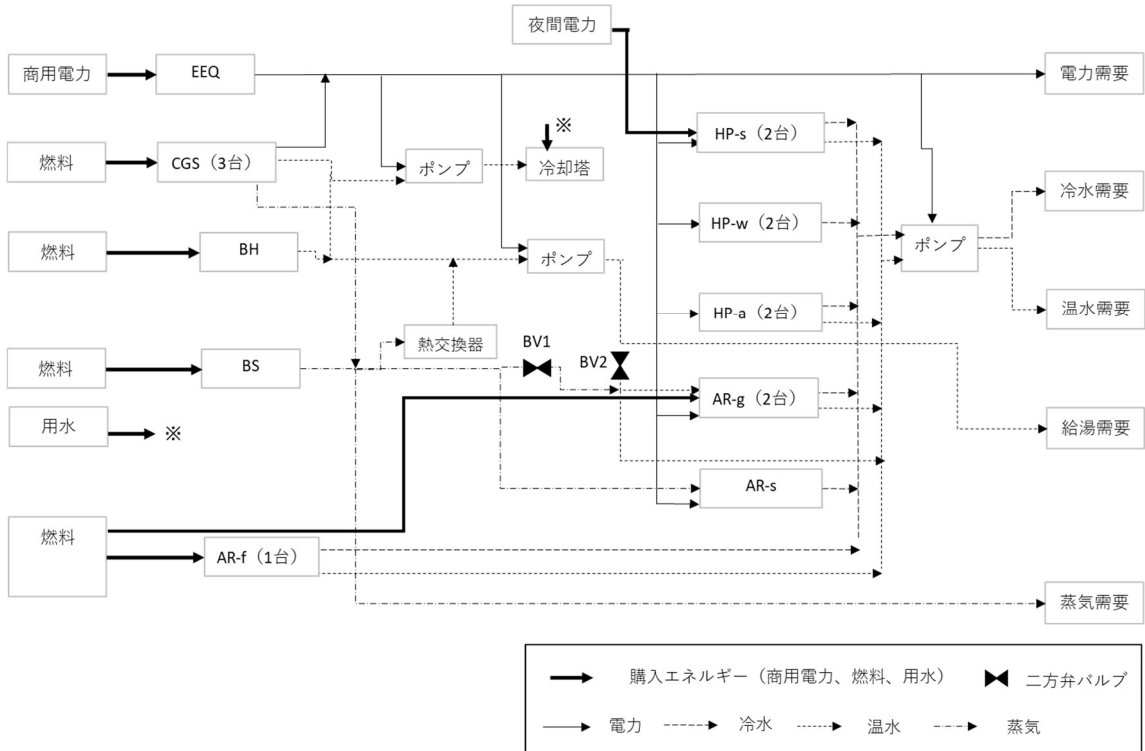 夜間電力
商用電力
EEQ
電力需要
※
HP-s（2台）
燃料
CGS（3台）
ポンプ
冷却塔
冷水需要
HP-w（2台）
燃料
BH
ポンプ
ポンプ
HP-a（2台）
温水需要
熱交換器
BV1
BV2
燃料
BS
AR-g（2台）
用水
※
給湯需要
AR-s
燃料
AR-f（1台）
蒸気需要
購入エネルギー（商用電力、燃料、用水）
二方弁バルブ
電力
冷水
温水
蒸気